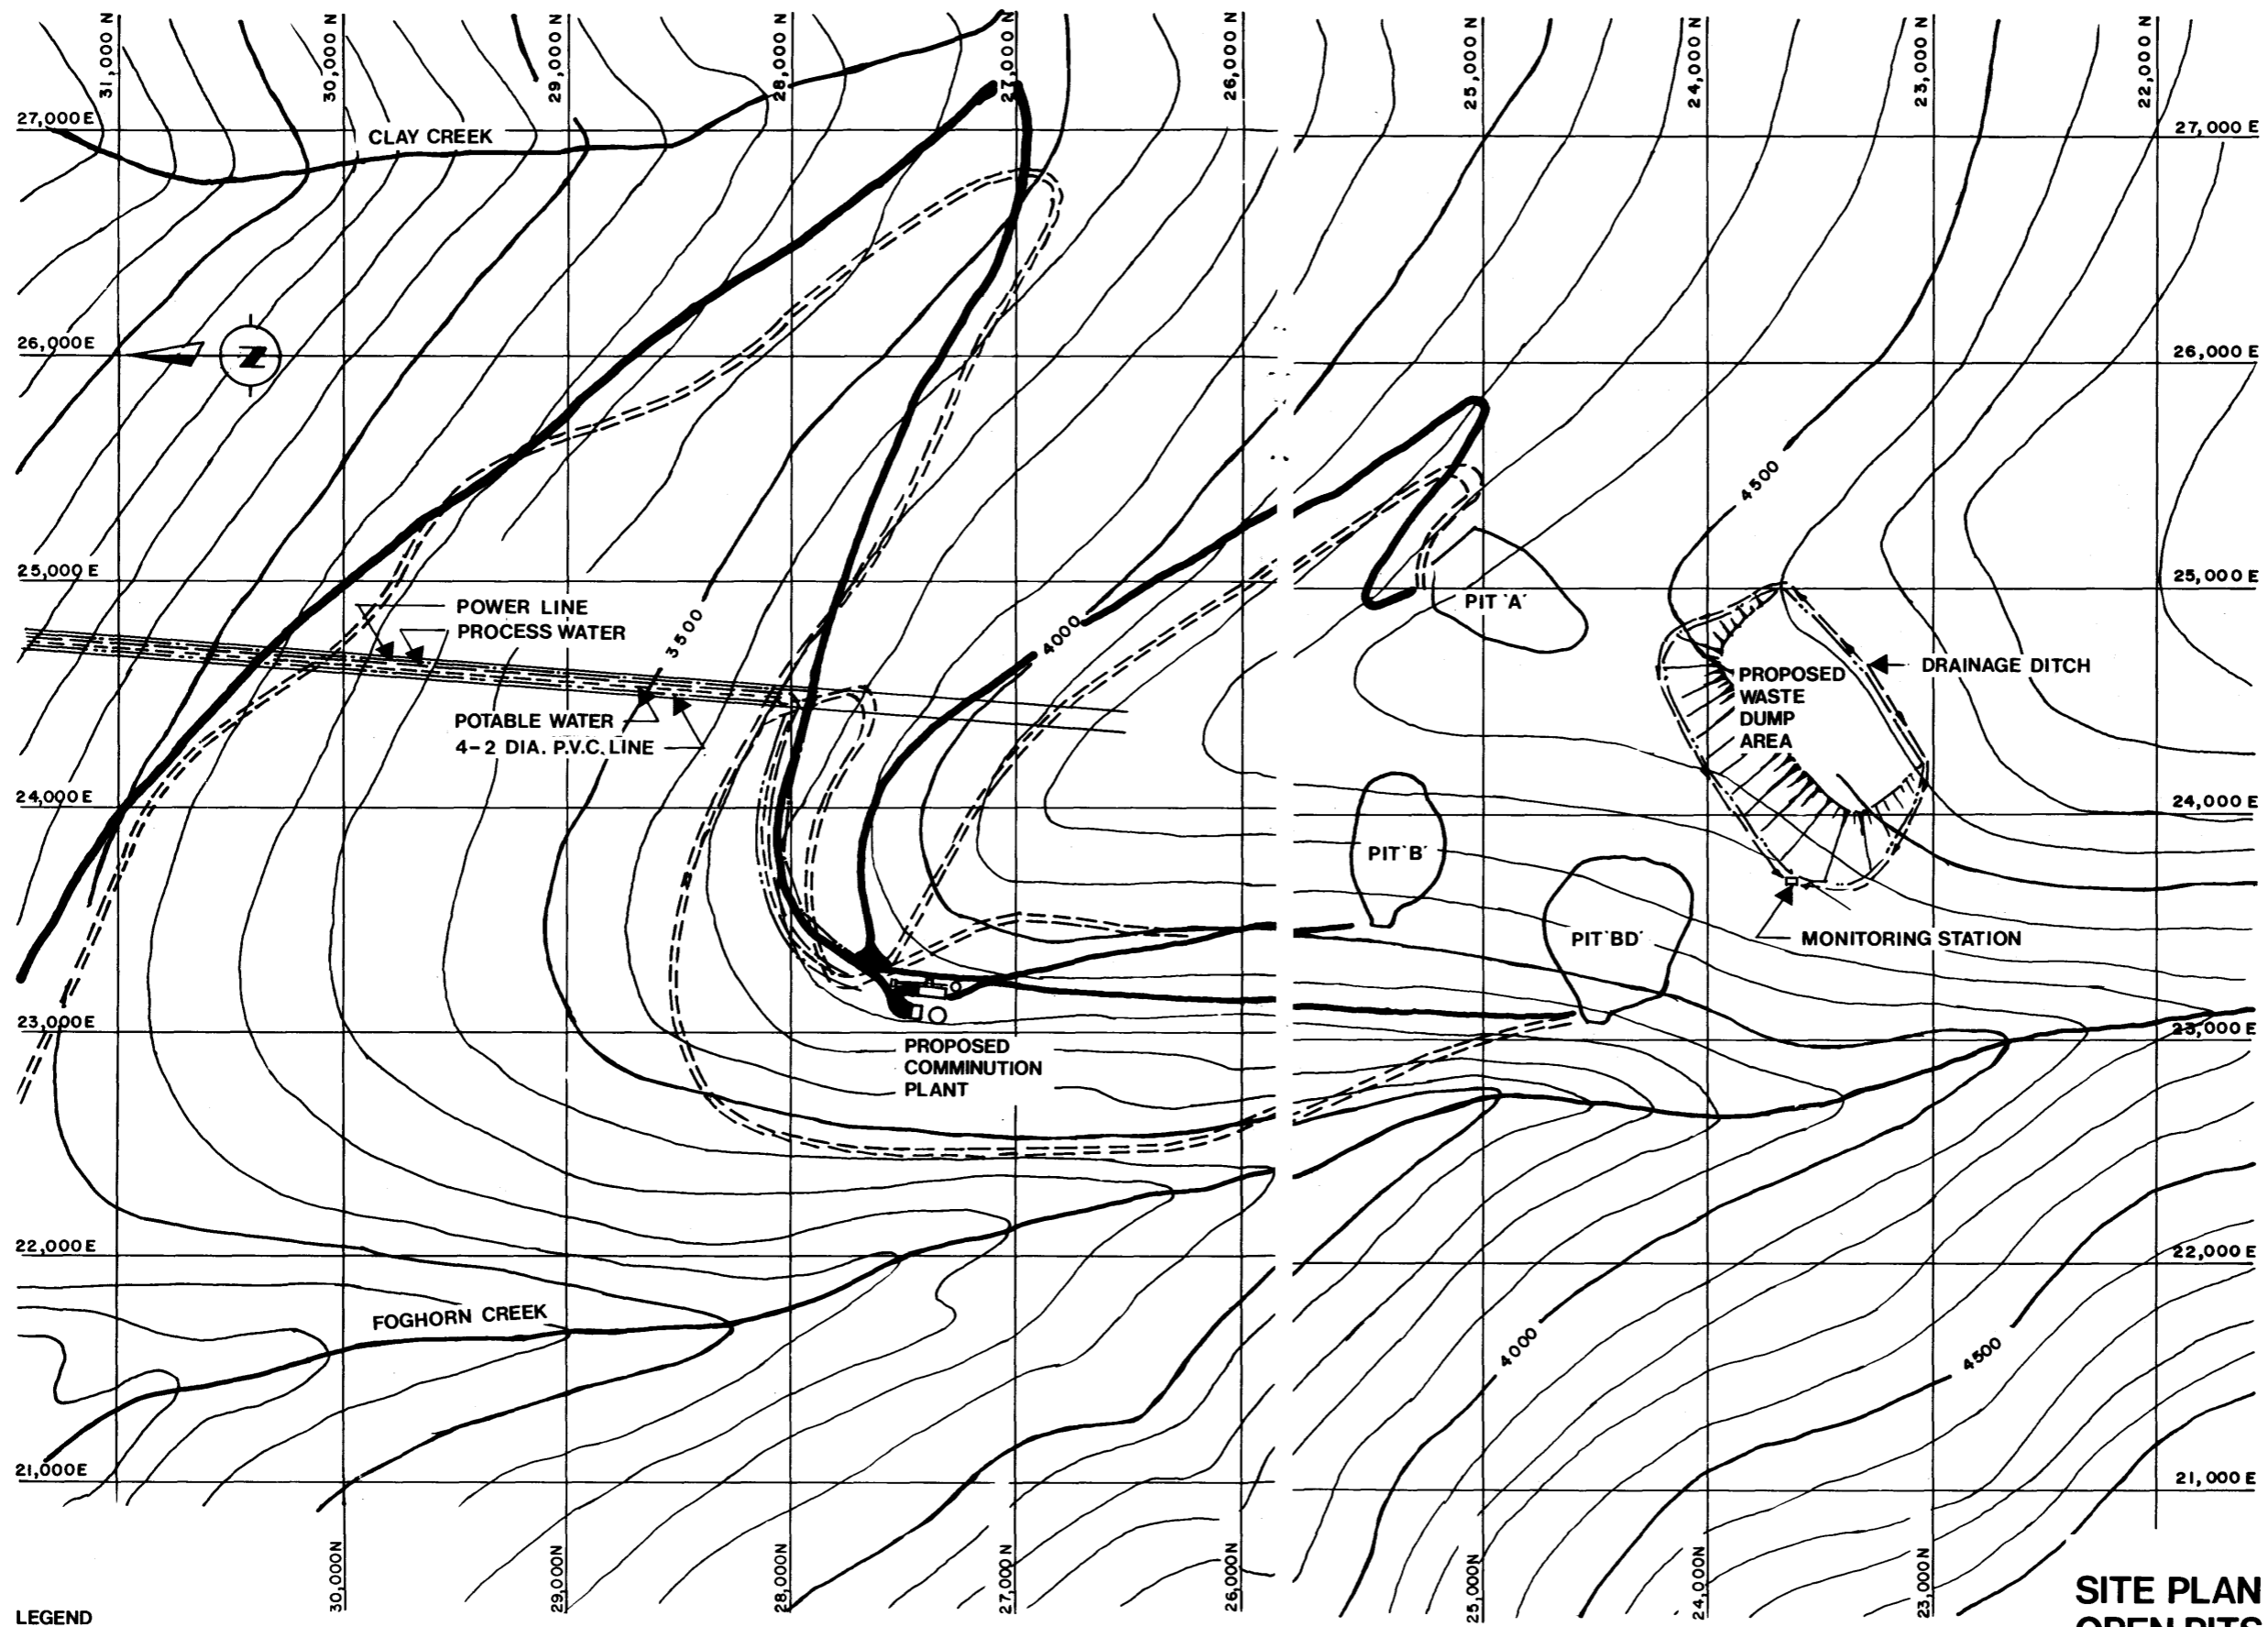 31,000 N
30,000 N
29,000 N
28,000 N
27,000 N
26,000 N
25,000 N
24,000 N
23,000 N
22,000 N
27,000 E
CLAY CREEK
27,000 E
26,000 E
N
26,000 E
4500
25,000 E
25,000 E
POWER LINE
PROCESS WATER
3500
4000
PIT 'A'
PROPOSED
WASTE
DUMP
AREA
DRAINAGE DITCH
POTABLE WATER
4-2 DIA. P.V.C. LINE
24,000 E
24,000 E
PIT 'B'
PIT 'BD'
MONITORING STATION
23,000 E
23,000 E
PROPOSED
COMMINUTION
PLANT
22,000 E
22,000 E
FOGHORN CREEK
4000
4500
21,000 E
21,000 E
30,000N
29,000N
28,000N
27,000N
26,000N
25,000N
24,000N
23,000N
LEGEND
SITE PLAN
OPEN PITS